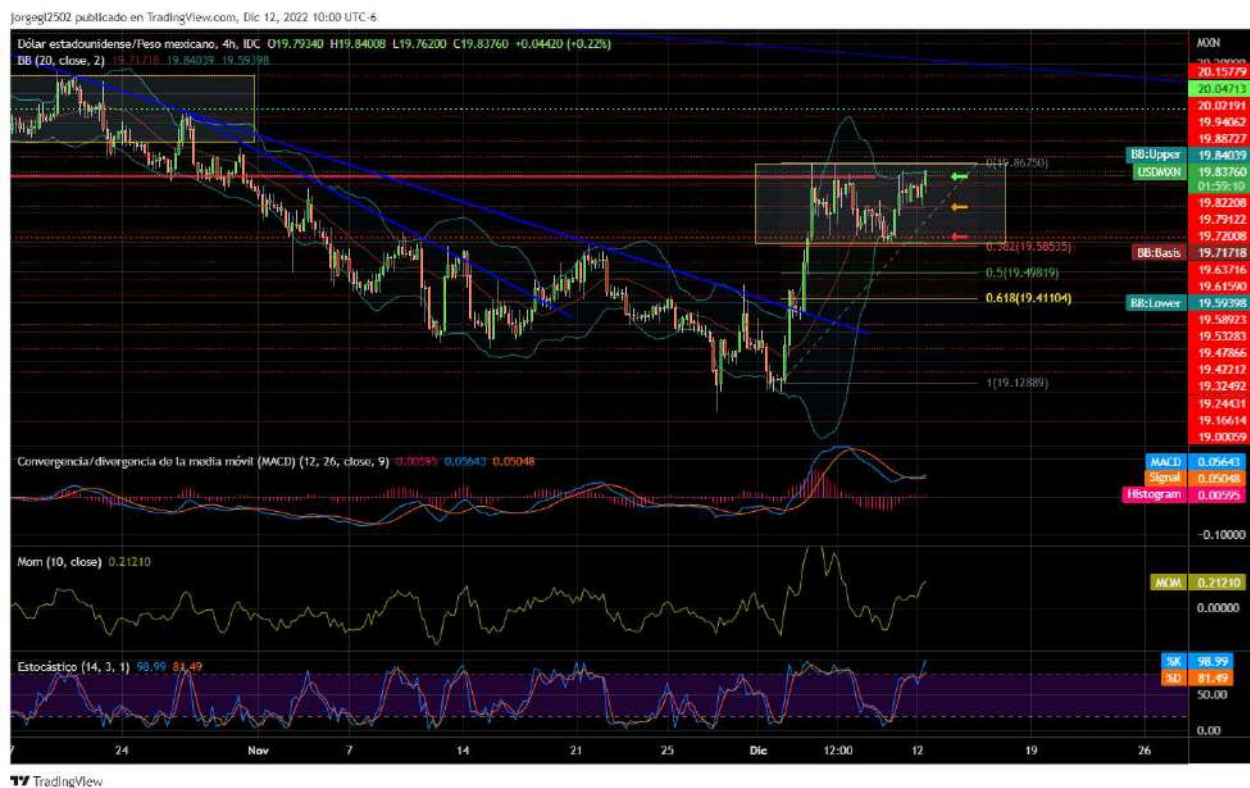 jorgegl2502 publicado en TradingView.com, Dic 12, 2022 10:00 UTC-6
Dólar estadounidense/Peso mexicano, 4h, IDC O19.79340 H19.84008 L19.76200 C19.83760 +0.04420 (+0.22%)
BB (20, close, 2) 19.71718 19.84039 19.59398
MXN
20.15779
20.04713
20.02191
19.94062
19.88727
BB:Upper 19.84039
USDMXN 19.83760
01:59:10
19.82208
19.79122
19.72008
BB:Basis 19.71718
19.63716
19.61590
BB:Lower 19.59398
19.58923
19.53283
19.47866
19.42212
19.32492
19.24431
19.16614
19.00059
0(19.86750)
0.382(19.58535)
0.5(19.49819)
0.618(19.41104)
1(19.12889)
Convergencia/divergencia de la media móvil (MACD) (12, 26, close, 9) 0.00595 0.05643 0.05048
MACD 0.05643
Signal 0.05048
Histogram 0.00595
−0.10000
Mom (10, close) 0.21210
MOM 0.21210
0.00000
Estocástico (14, 3, 1) 98.99 81.49
%K 98.99
%D 81.49
50.00
0.00
24 Nov 7 14 21 25 Dic 12:00 12 19 26
TradingView